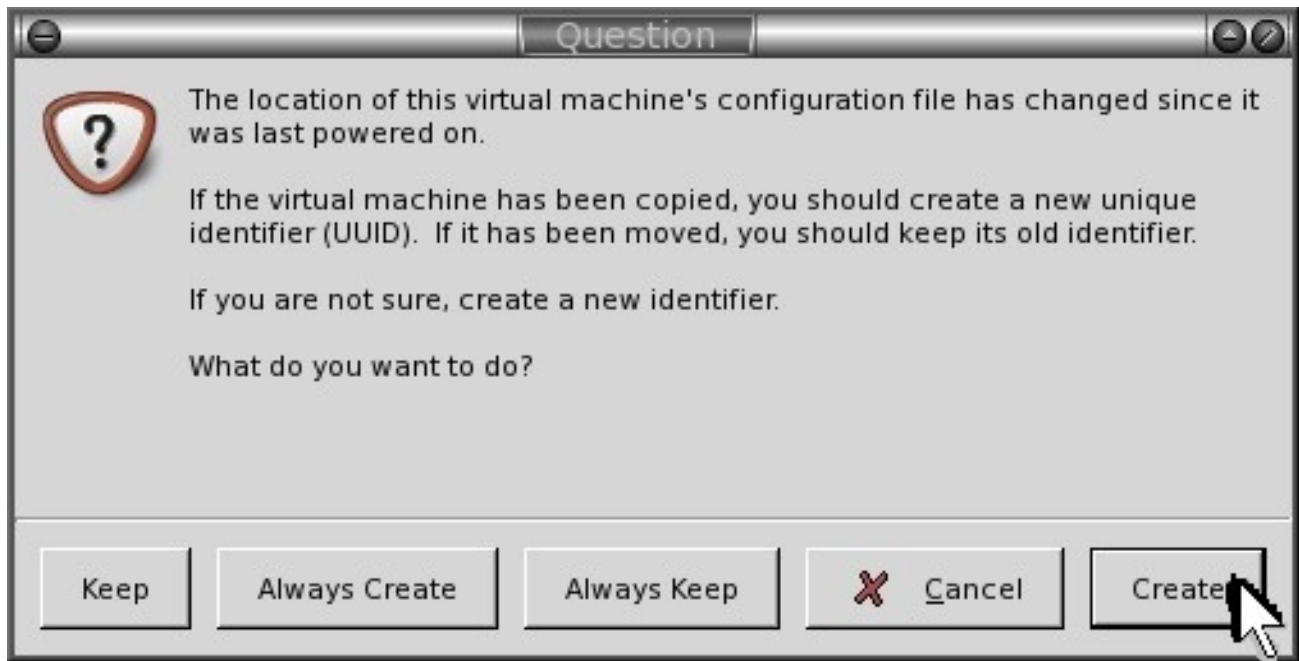 Question
The location of this virtual machine's configuration file has changed since it
was last powered on.
If the virtual machine has been copied, you should create a new unique
identifier (UUID).  If it has been moved, you should keep its old identifier.
If you are not sure, create a new identifier.
What do you want to do?
Keep
Always Create
Always Keep
Cancel
Create